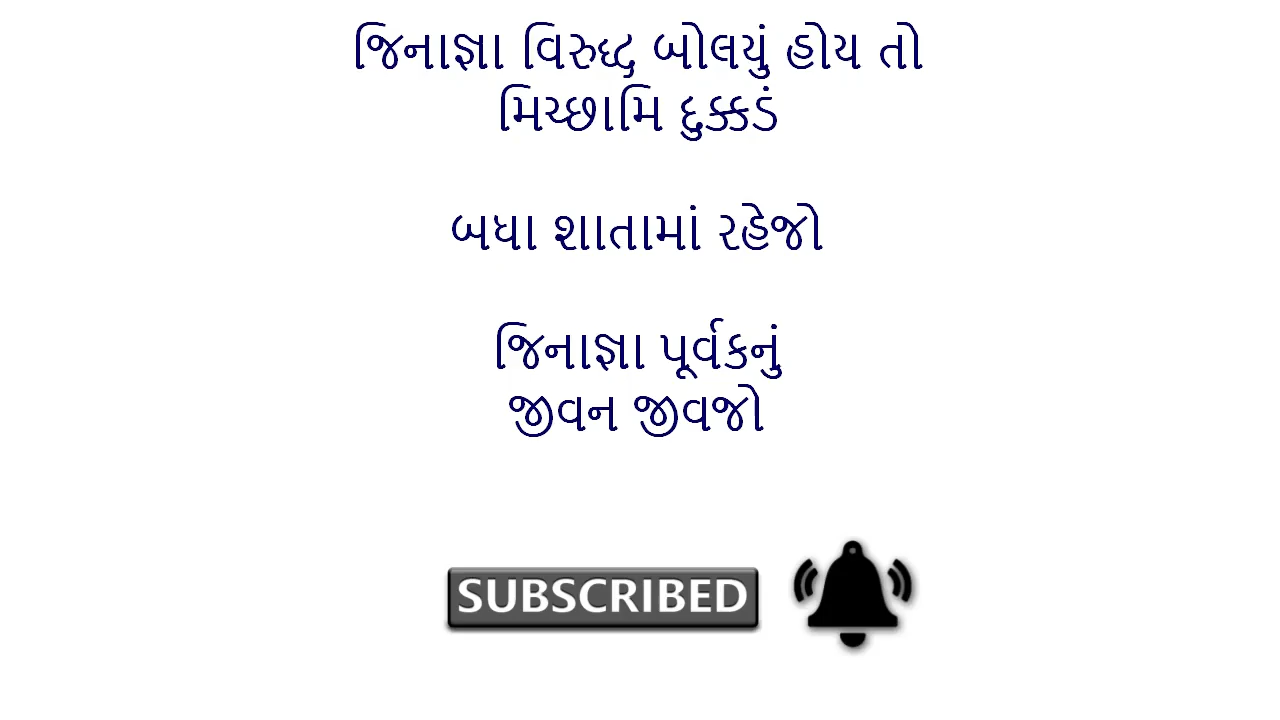 જિનાજ્ઞા વિરુદ્ધ બોલયું હોય તો
મિચ્છામિ દુક્કડં
બધા શાતામાં રહેજો
જિનાજ્ઞા પૂર્વકનું
જીવન જીવજો
SUBSCRIBED